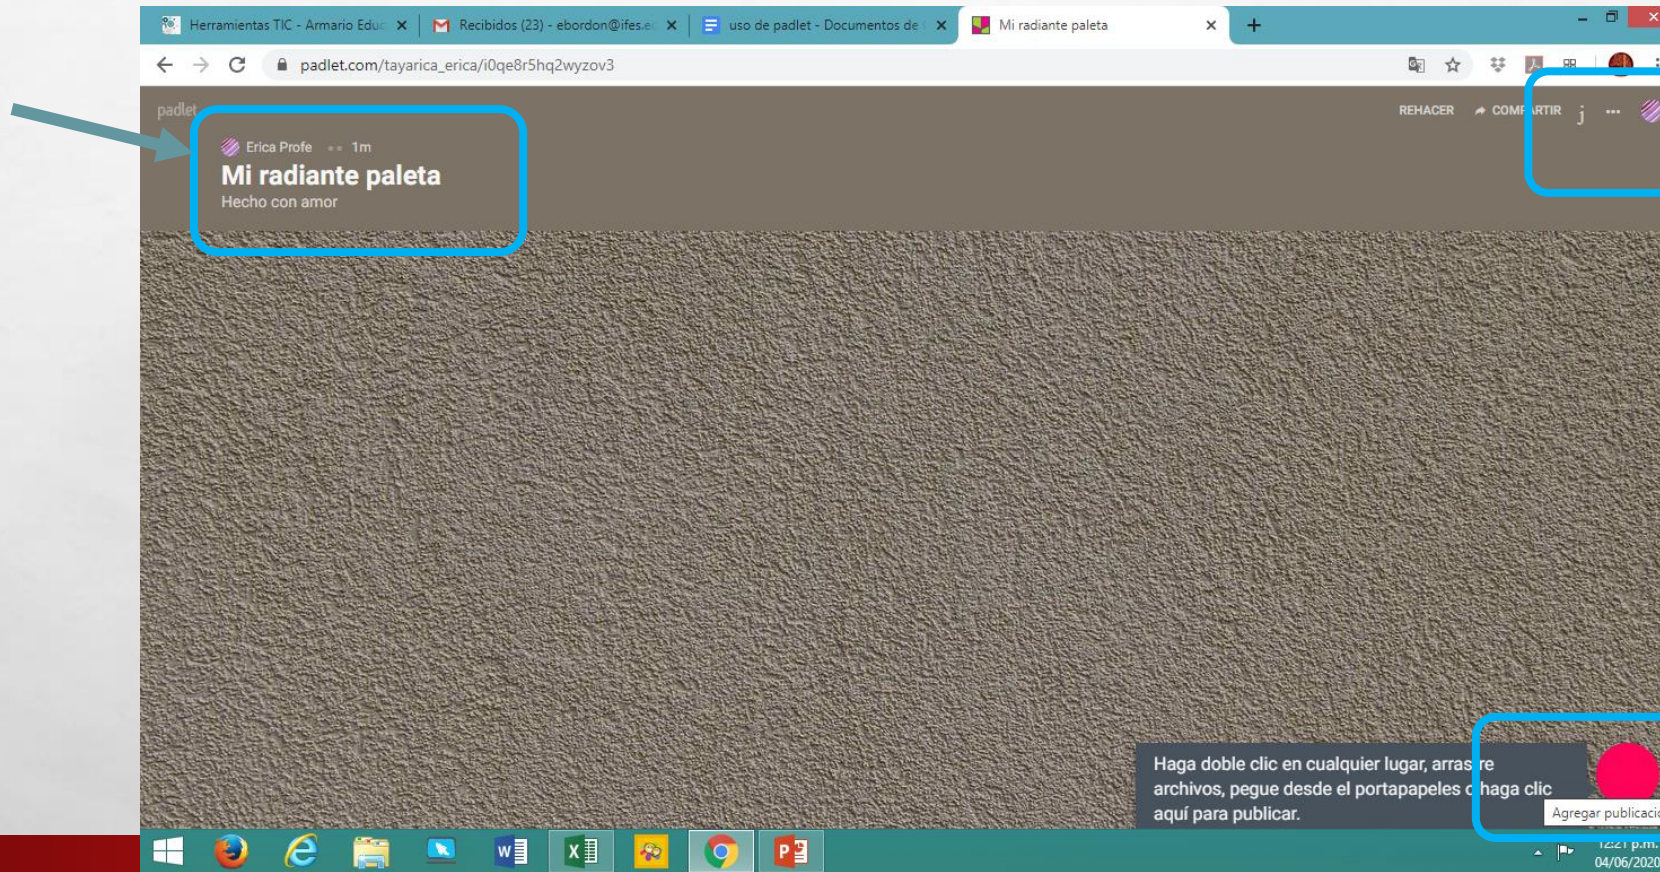 Herramientas TIC - Armario Educ
Recibidos (23) - ebordon@ifes.e
uso de padlet - Documentos de
Mi radiante paleta
padlet.com/tayarica_erica/i0qe8r5hq2wyzov3
padlet
REHACER COMPARTIR
Erica Profe 1m
Mi radiante paleta
Hecho con amor
Haga doble clic en cualquier lugar, arrastre
archivos, pegue desde el portapapeles o haga clic
aquí para publicar.
Agregar publicació
12:21 p.m.
04/06/2020